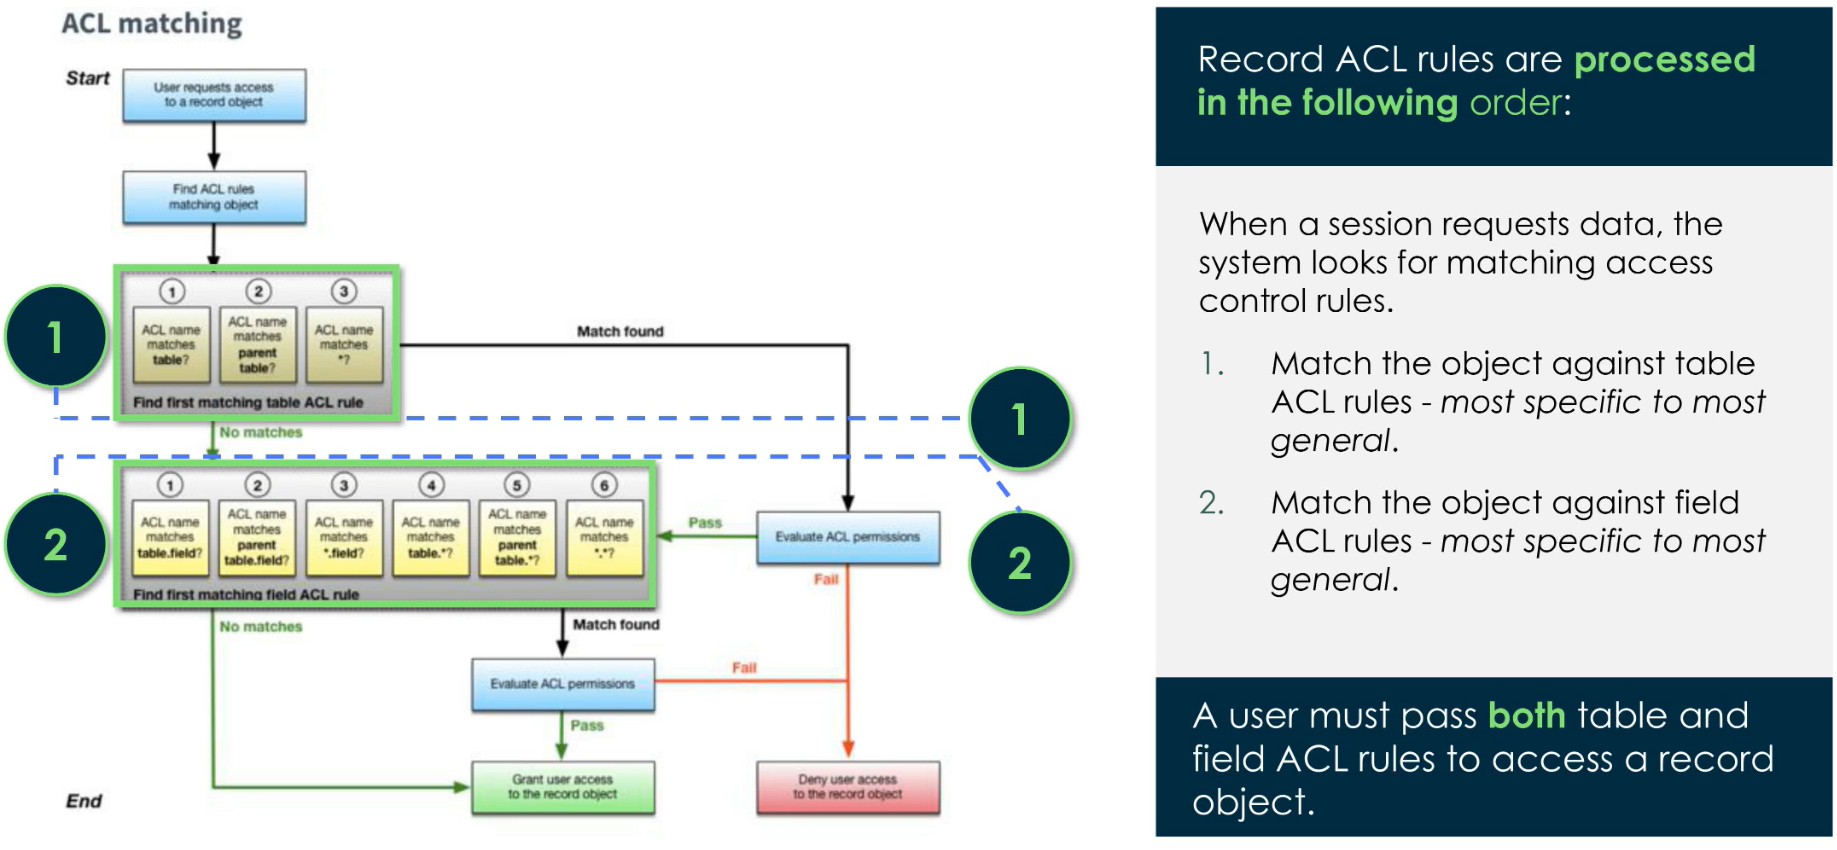 ACL matching
Start
User requests access
to a record object
Find ACL rules
matching object
1
1
ACL name
matches
table?
2
ACL name
matches
parent
table?
3
ACL name
matches
*?
Find first matching table ACL rule
Match found
1
No matches
2
1
ACL name
matches
table.field?
2
ACL name
matches
parent
table.field?
3
ACL name
matches
*.field?
4
ACL name
matches
table.*?
5
ACL name
matches
parent
table.*?
6
ACL name
matches
*.*?
Find first matching field ACL rule
Pass
Evaluate ACL permissions
2
Fail
No matches
Match found
Evaluate ACL permissions
Fail
Pass
Grant user access
to the record object
Deny user access
to the record object
End
Record ACL rules are processed
in the following order:
When a session requests data, the
system looks for matching access
control rules.
1. Match the object against table
ACL rules - most specific to most
general.
2. Match the object against field
ACL rules - most specific to most
general.
A user must pass both table and
field ACL rules to access a record
object.